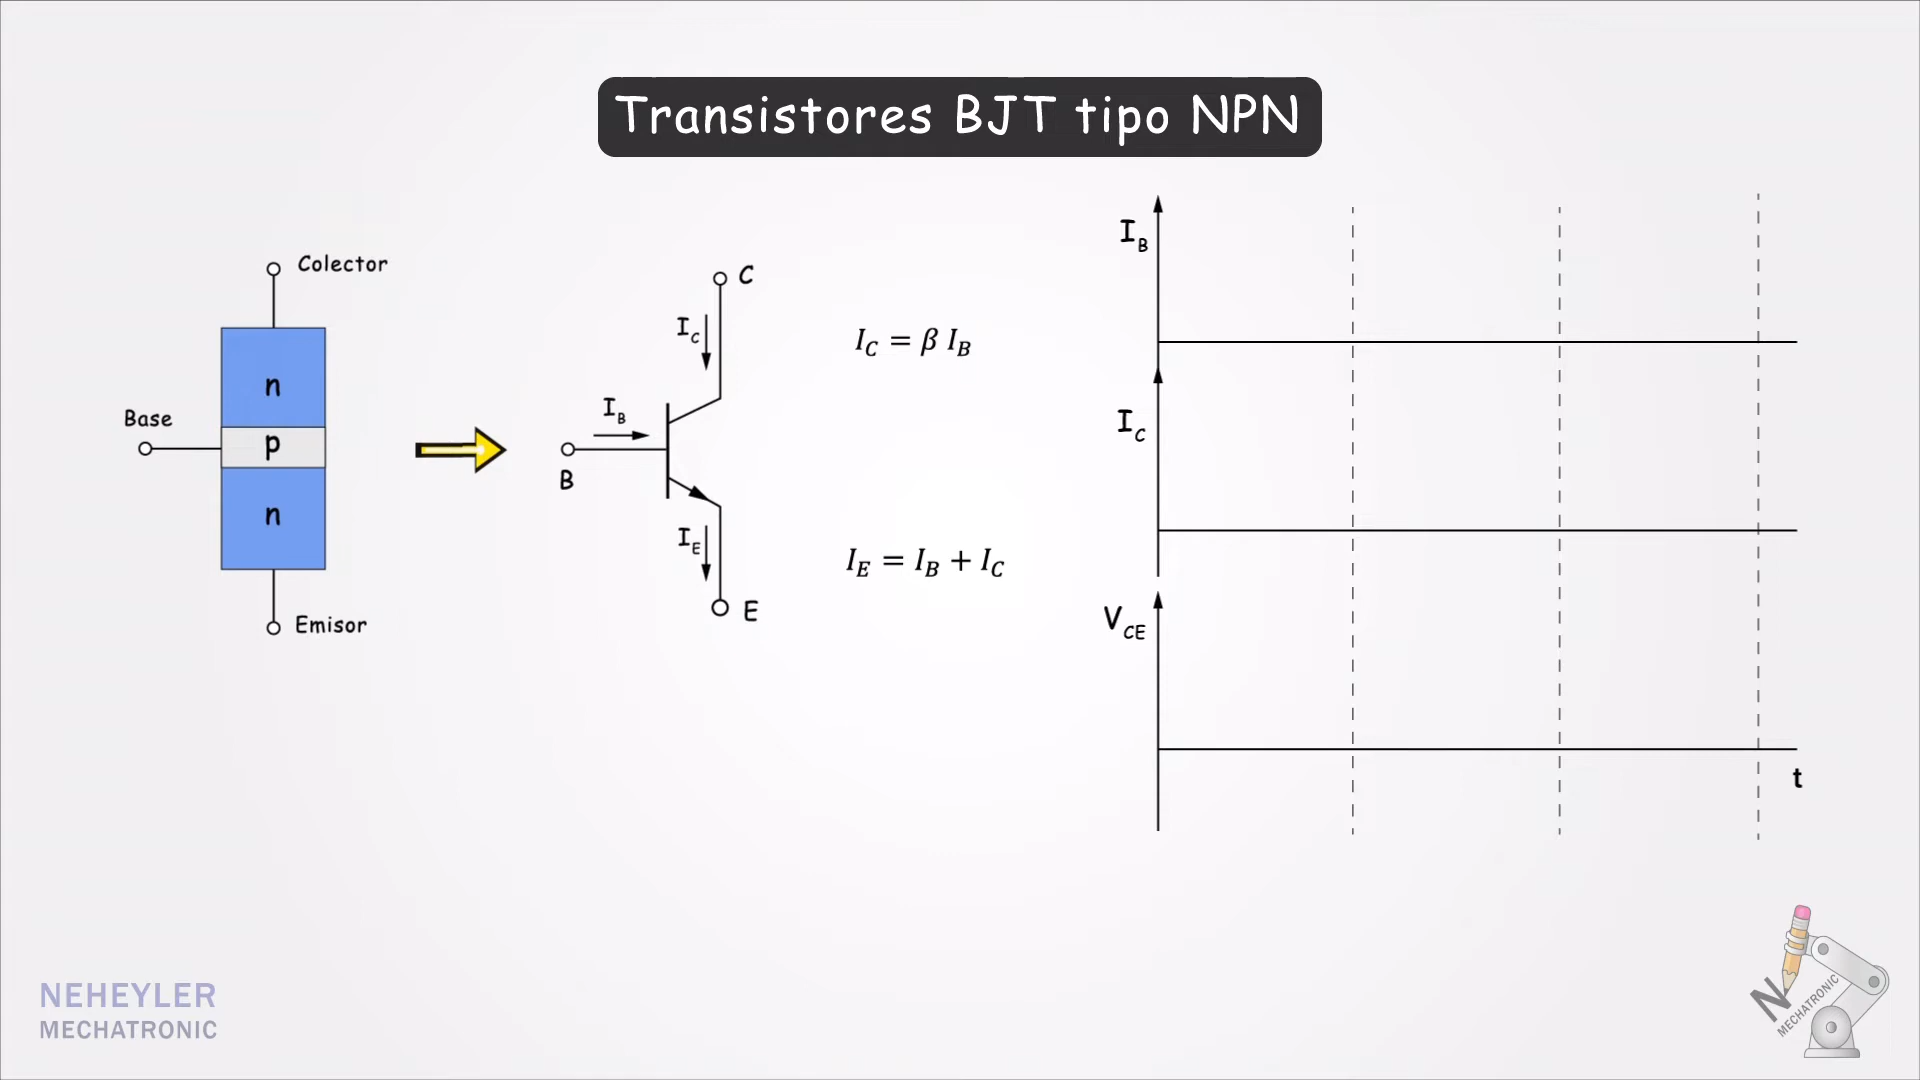 Transistores BJT tipo NPN
Colector
n
Base
p
n
Emisor
C
I_C
I_B
B
I_E
E
I_C = β I_B
I_E = I_B + I_C
I_B
I_C
V_CE
t
NEHEYLER
MECHATRONIC
N
MECHATRONIC